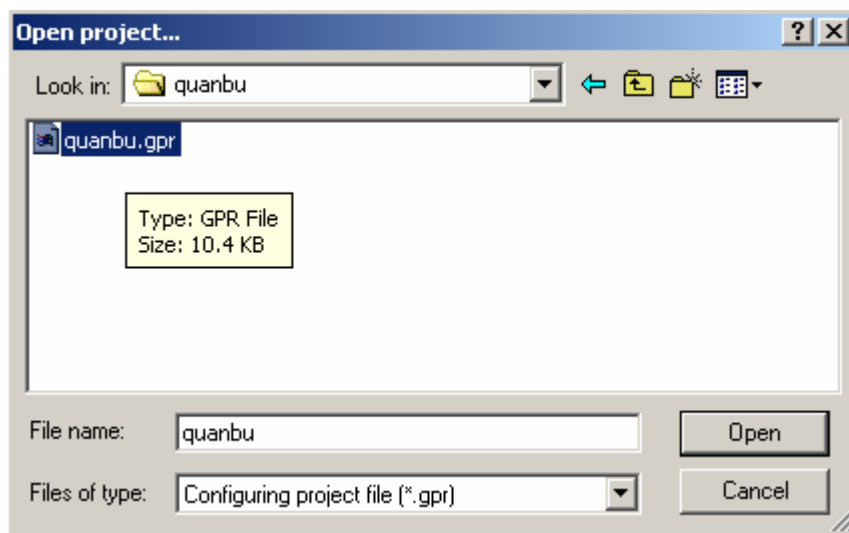 Open project...
Look in: quanbu
quanbu.gpr
Type: GPR File
Size: 10.4 KB
File name: quanbu Open
Files of type: Configuring project file (*.gpr) Cancel